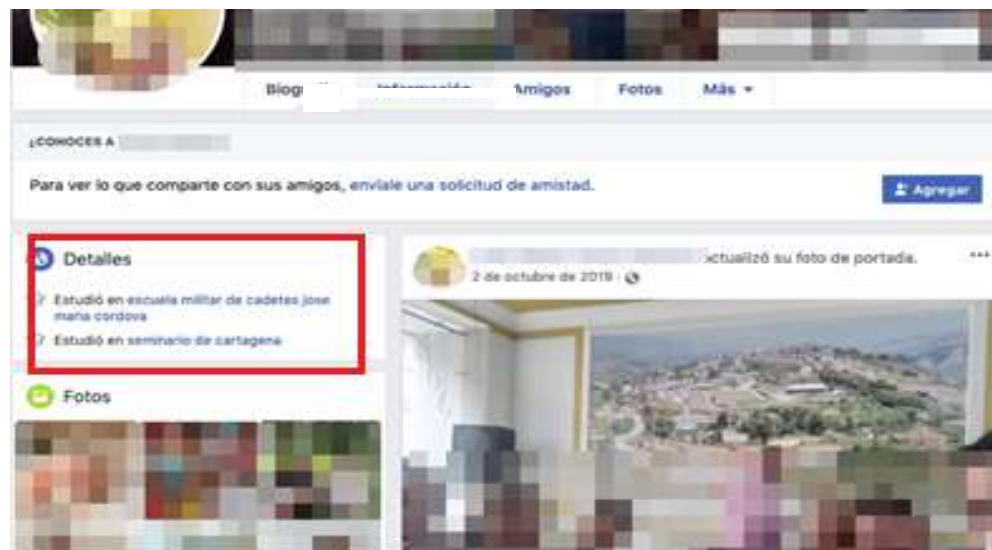 Amigos Fotos Más
¿CONOCES A
Para ver lo que comparte con sus amigos, envíale una solicitud de amistad.
Agregar
Detalles
Estudió en escuela militar de cadetes jose
maria cordova
Estudió en seminario de cartagena
actualizó su foto de portada.
2 de octubre de 2019
Fotos